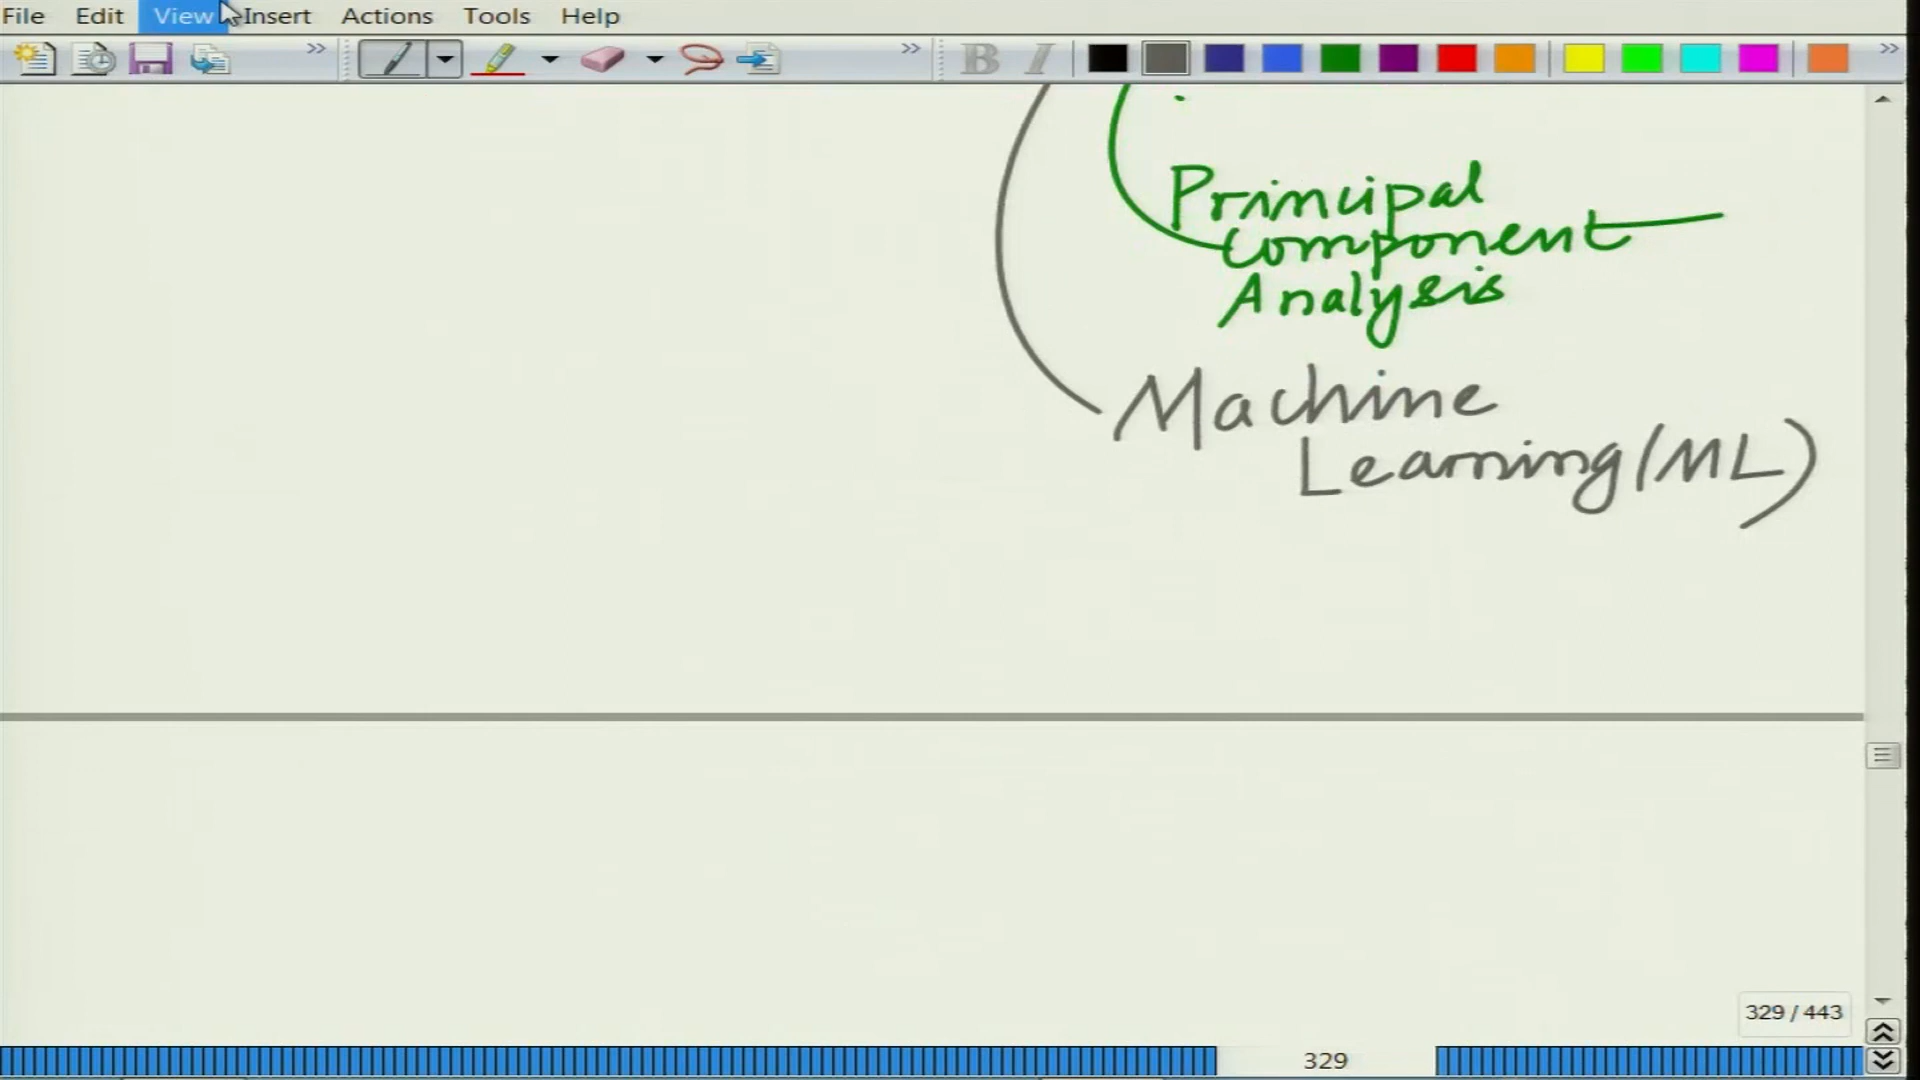 File Edit View Insert Actions Tools Help
B I
Principal
Component
Analysis
Machine
Learning (ML)
329 / 443
329